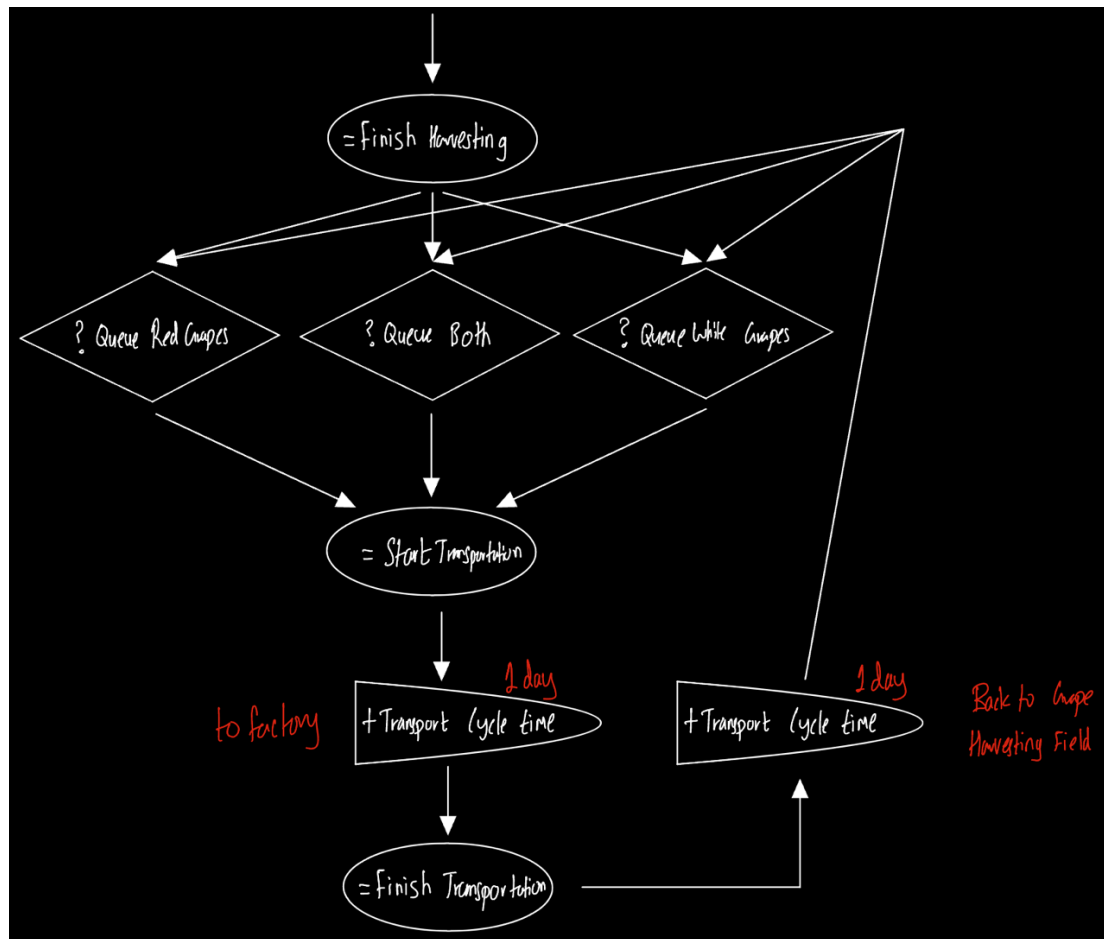 = Finish Harvesting
? Queue Red Grapes
? Queue Both
? Queue White Grapes
= Start Transportation
1 day
to factory
+ Transport Cycle time
1 day
+ Transport Cycle time
Back to Grape
Harvesting Field
= Finish Transportation